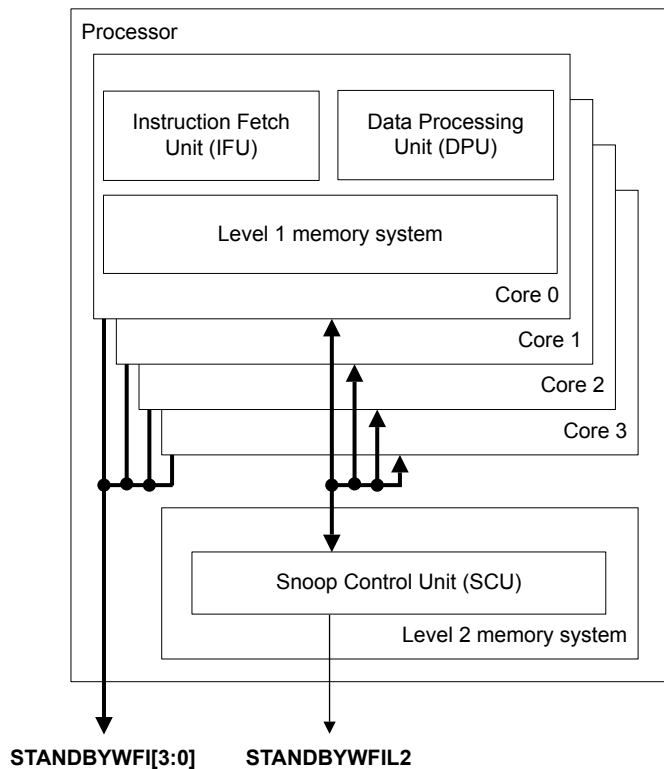 Processor
Instruction Fetch
Unit (IFU)
Data Processing
Unit (DPU)
Level 1 memory system
Core 0
Core 1
Core 2
Core 3
Snoop Control Unit (SCU)
Level 2 memory system
STANDBYWFI[3:0]
STANDBYWFIL2